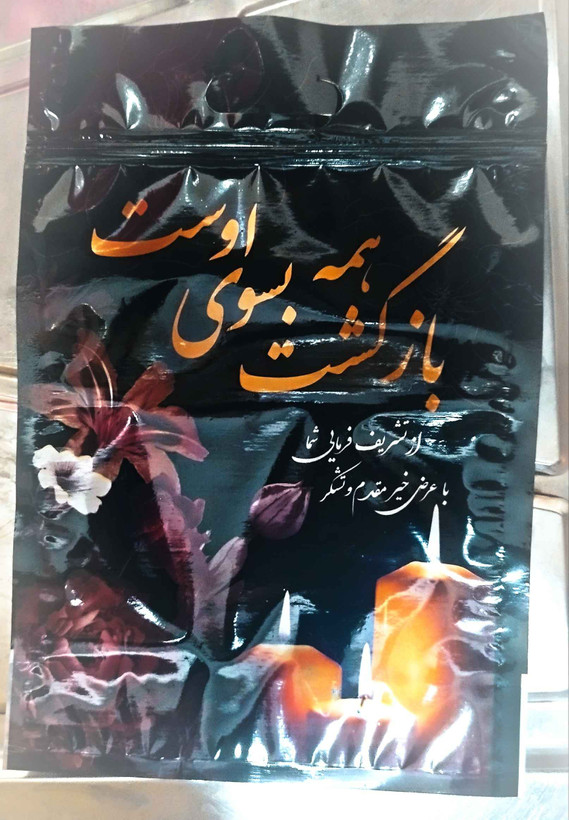 بازگشت همه بسوی اوست
با عرض خیر مقدم و تشکر
از تشریف فرمایی شما